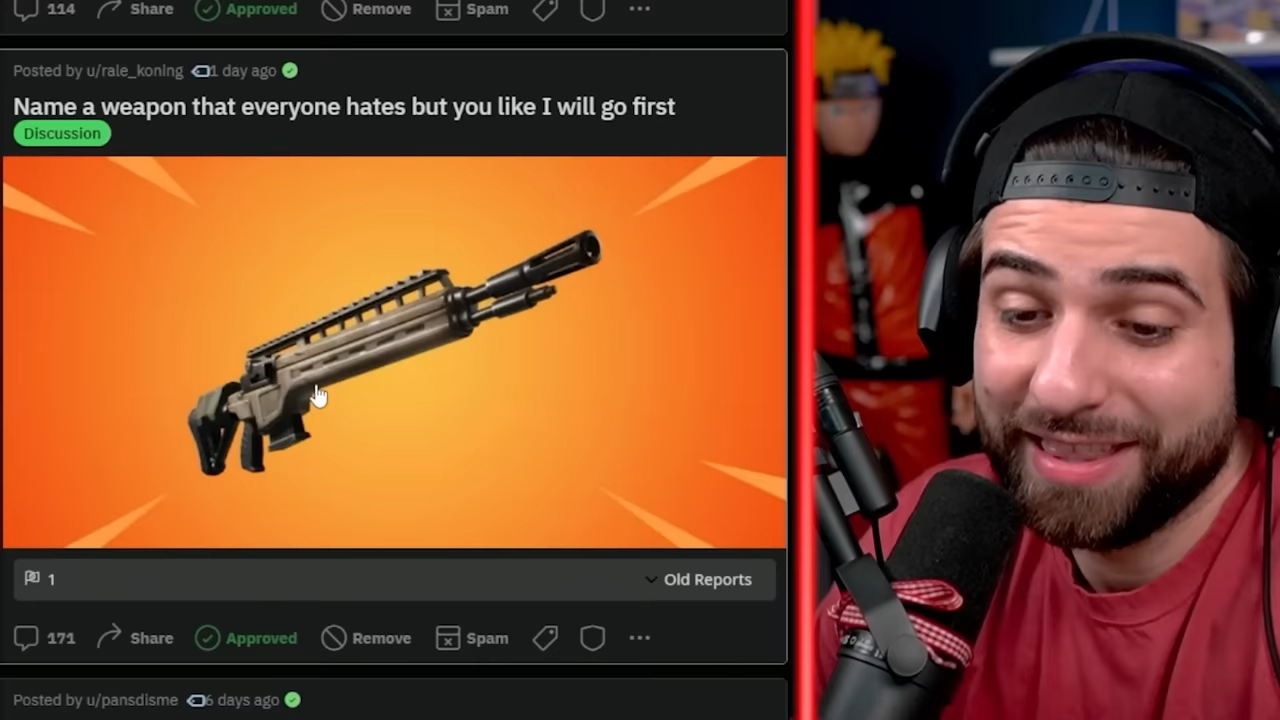 114 Share Approved Remove Spam
Posted by u/rale_koning 1 day ago
Name a weapon that everyone hates but you like I will go first
Discussion
1 Old Reports
171 Share Approved Remove Spam
Posted by u/pansdisme 6 days ago